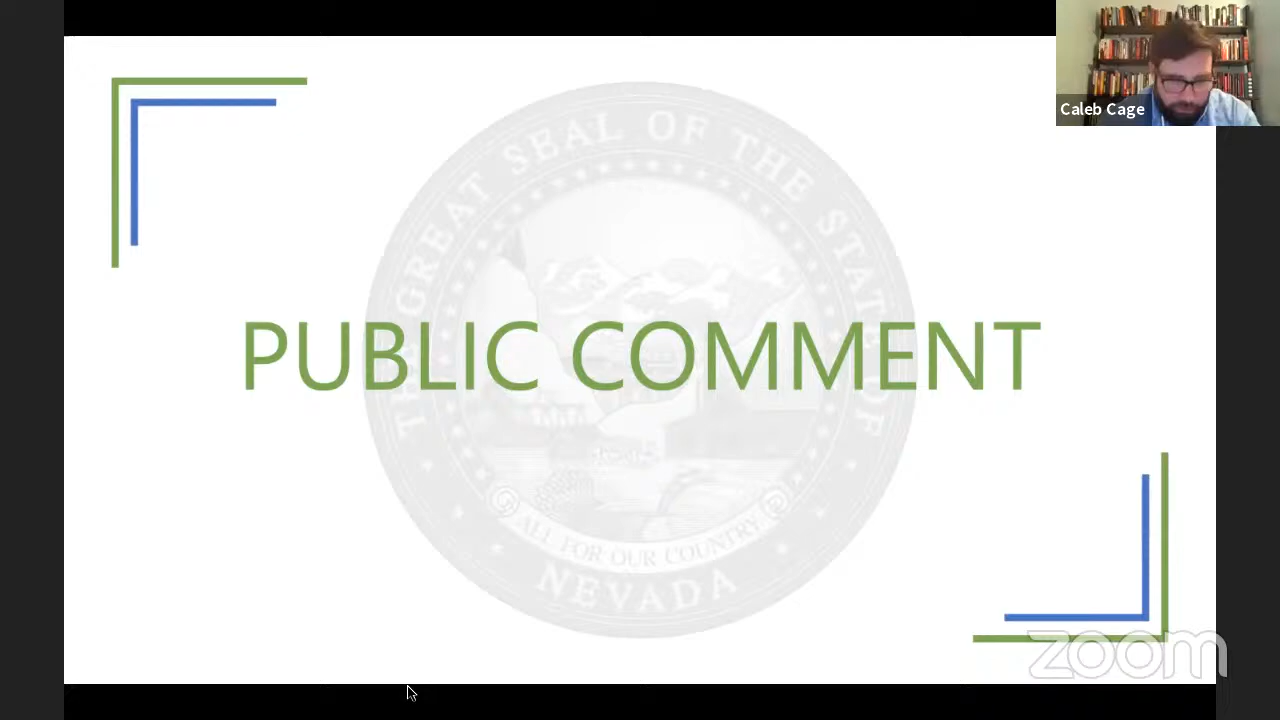 Caleb Cage
THE GREAT SEAL OF THE STATE OF
PUBLIC COMMENT
ALL FOR OUR COUNTRY
NEVADA
zoom